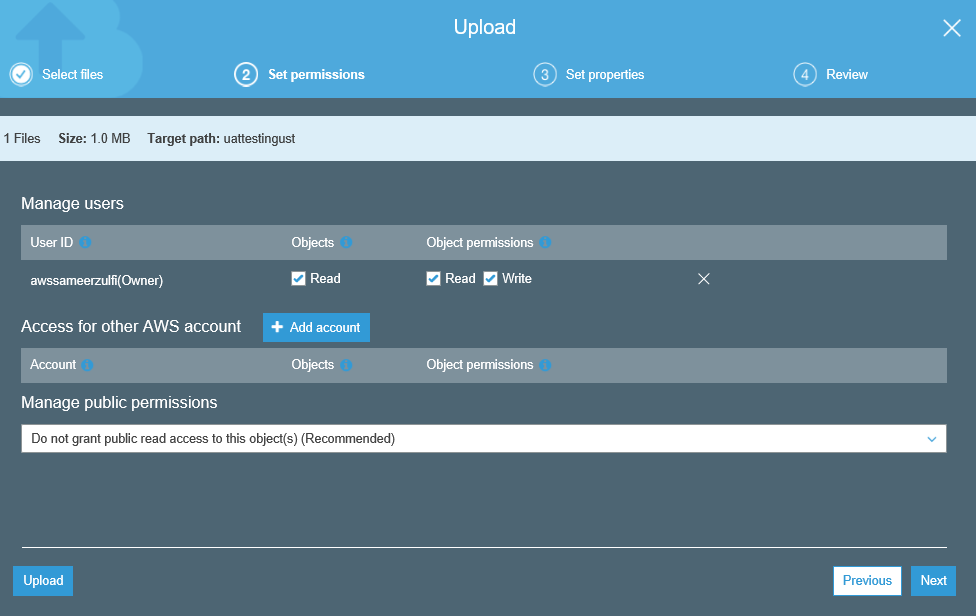 Upload
Select files
2 Set permissions
3 Set properties
4 Review
1 Files Size: 1.0 MB Target path: uattestingust
Manage users
User ID Objects Object permissions
awssameerzulfi(Owner) Read Read Write
Access for other AWS account + Add account
Account Objects Object permissions
Manage public permissions
Do not grant public read access to this object(s) (Recommended)
Upload Previous Next